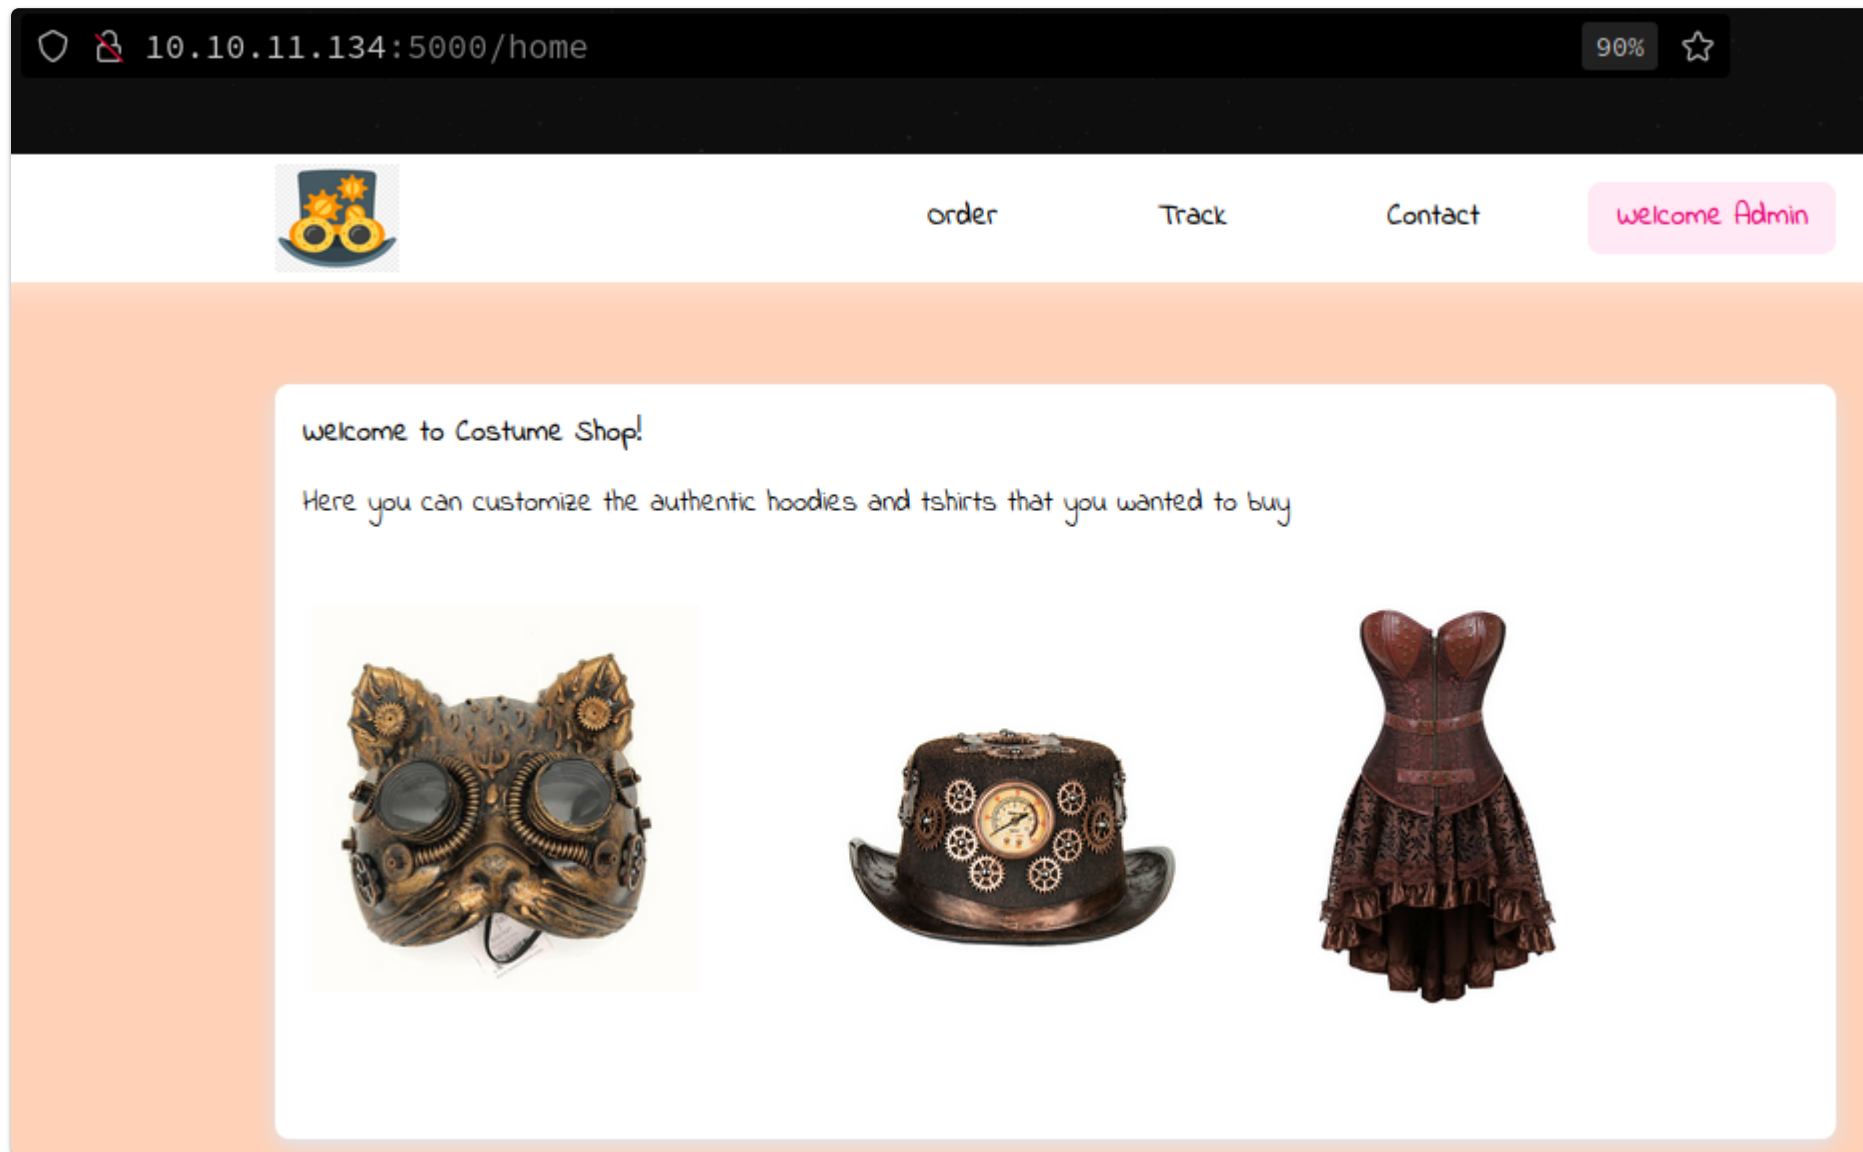 10.10.11.134:5000/home
90%
Order
Track
Contact
Welcome Admin
Welcome to Costume Shop!
Here you can customize the authentic hoodies and tshirts that you wanted to buy